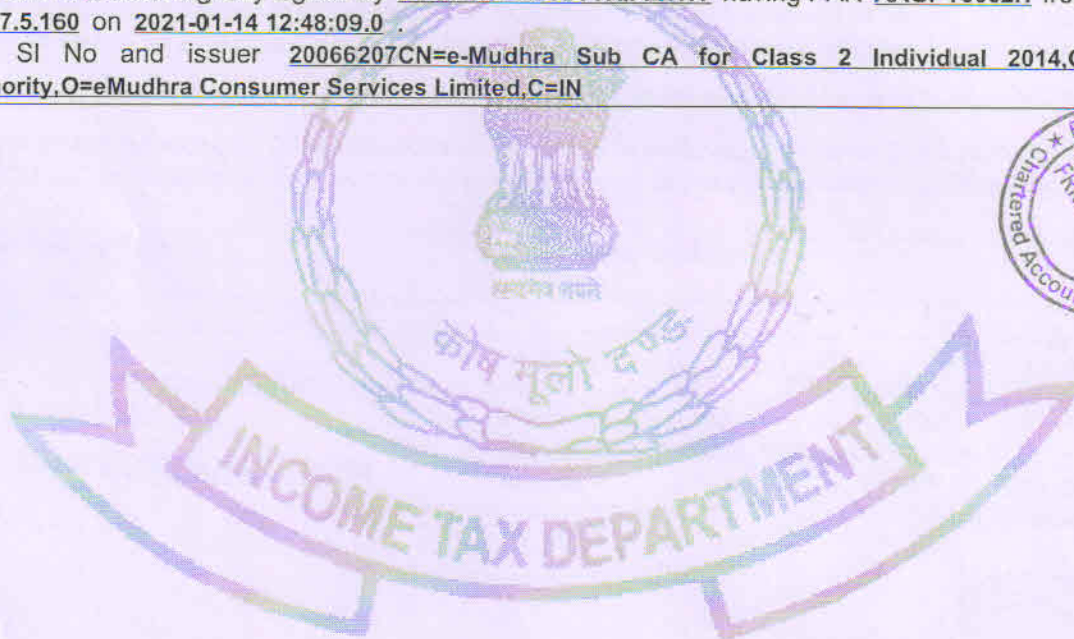 having PAN
7.5.160 on 2021-01-14 12:48:09.0 .
SI No and issuer 20066207CN=e-Mudhra Sub CA for Class 2 Individual 2014,
ority,O=eMudhra Consumer Services Limited,C=IN
Chartered
सत्यमेव जयते
कोष मूलो दण्ड
INCOME TAX DEPARTMENT